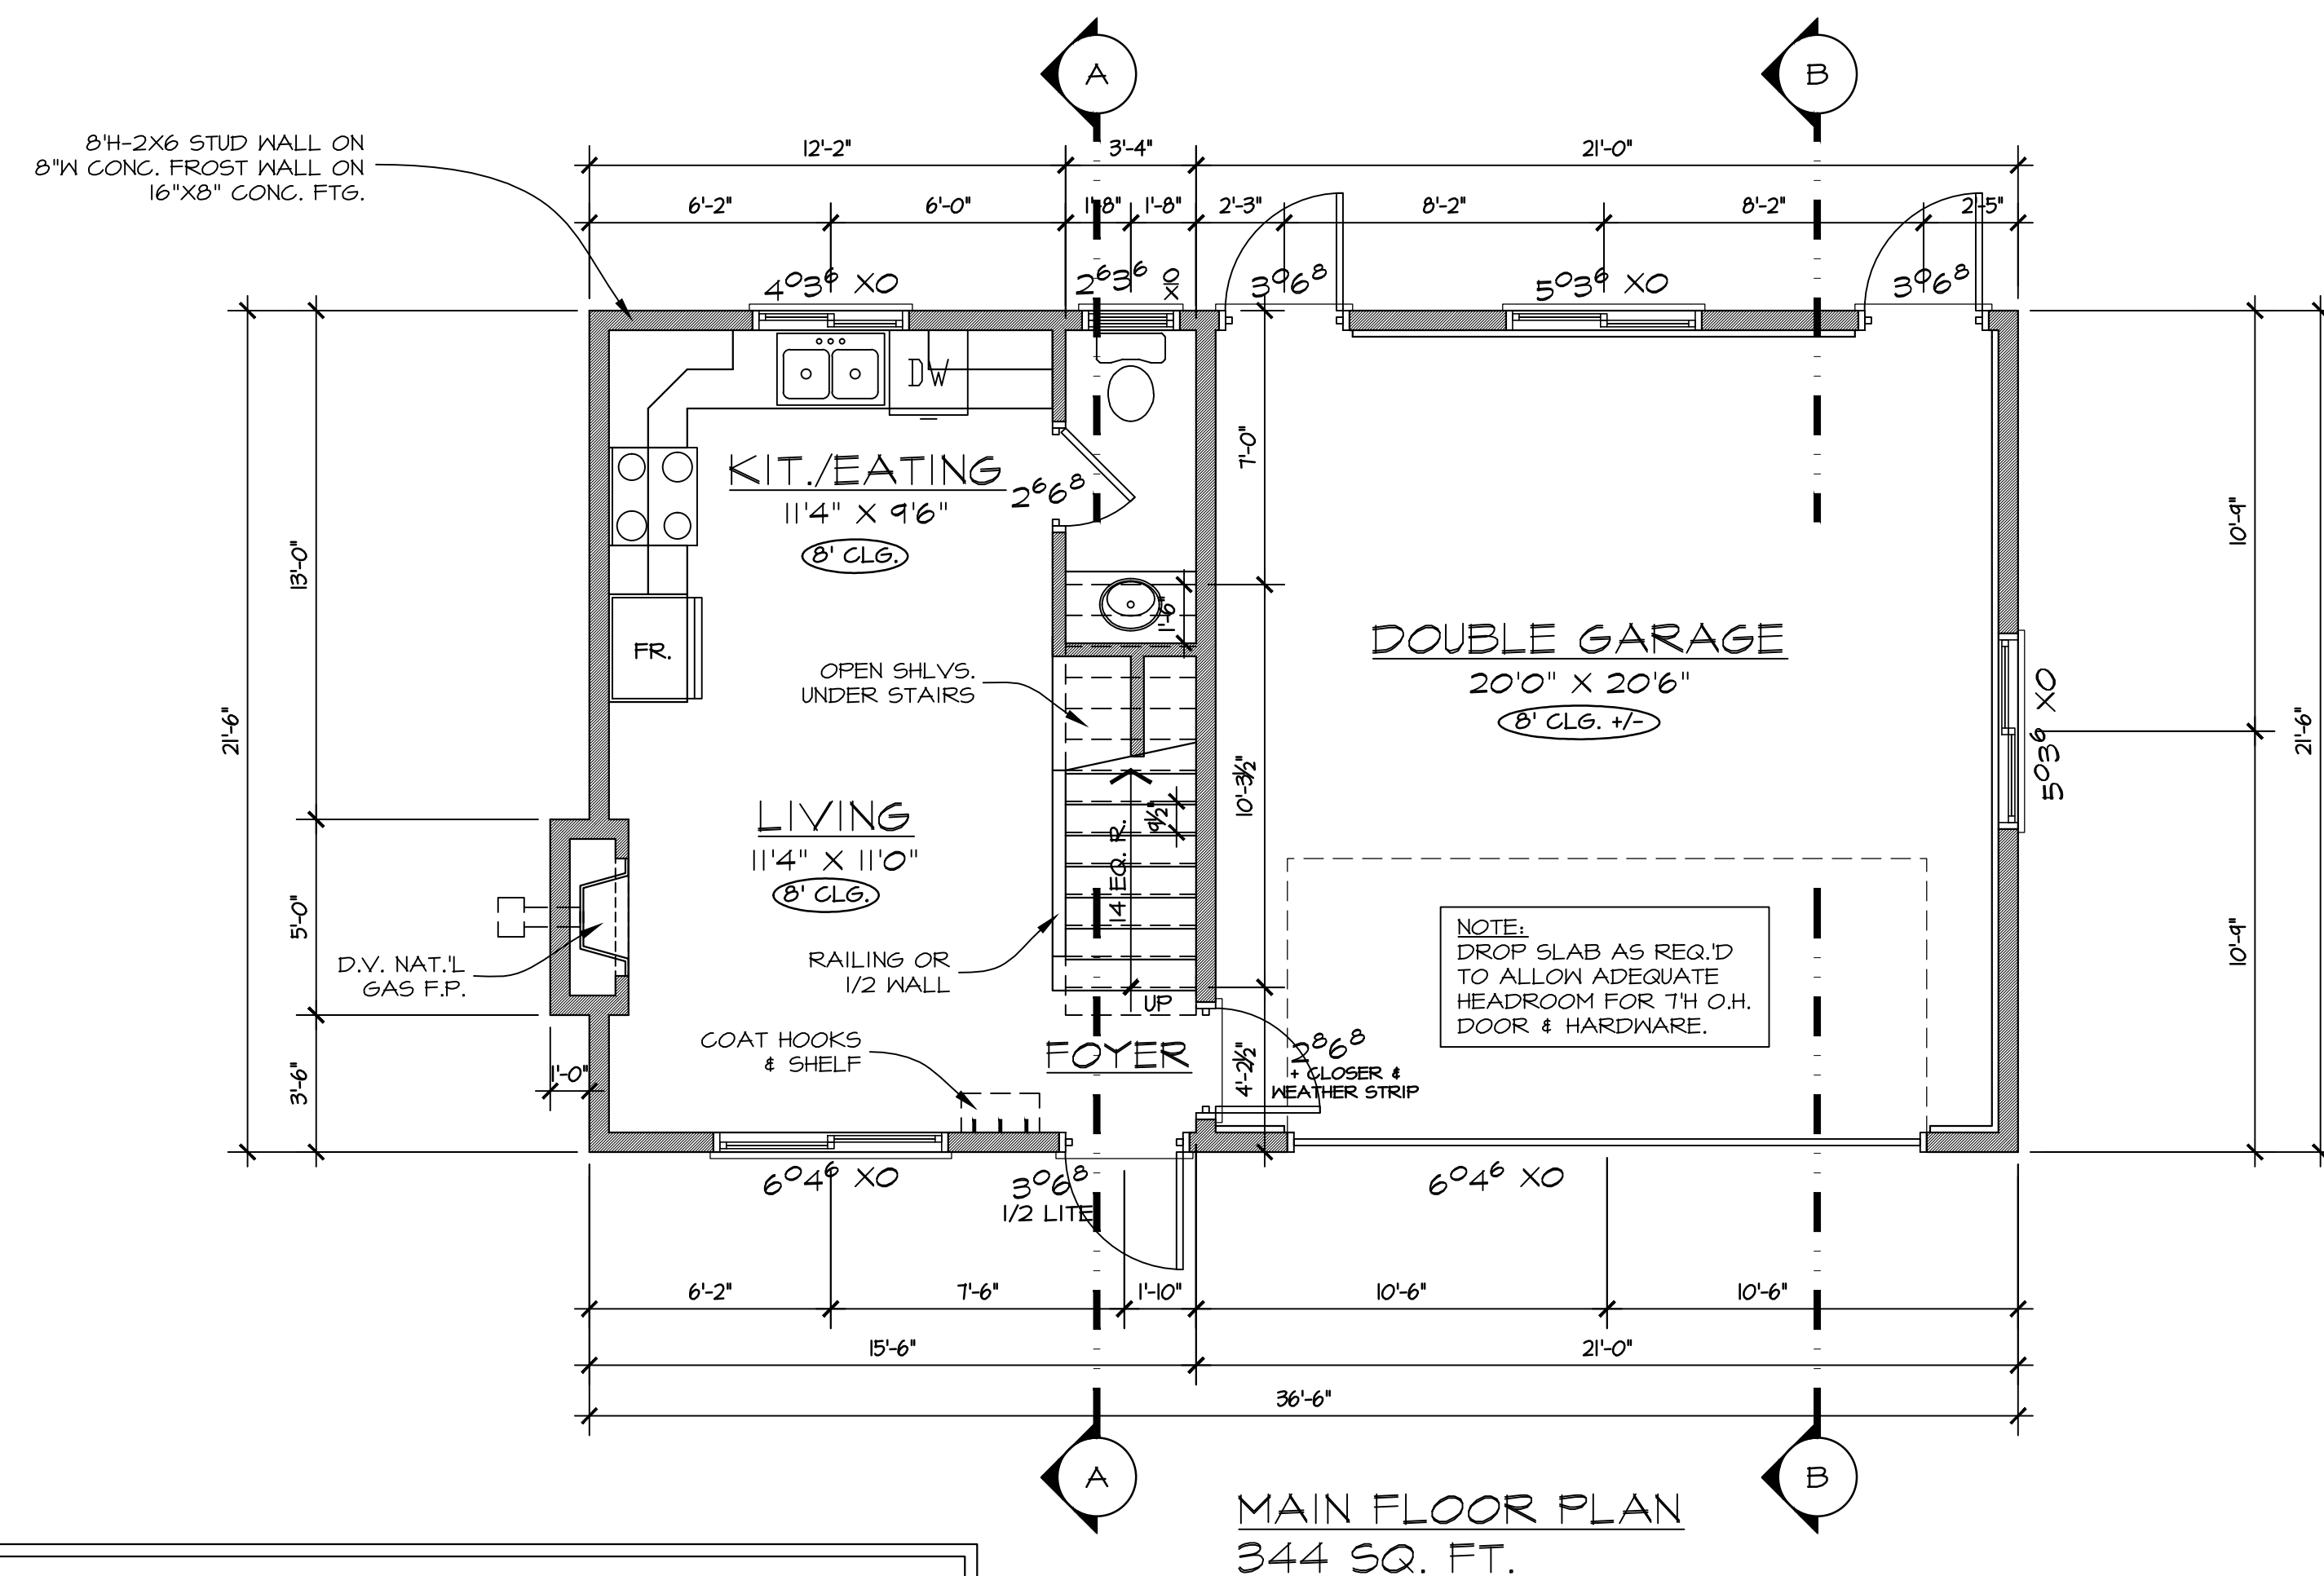 A
B
8'H-2X6 STUD WALL ON
8"W CONC. FROST WALL ON
16"X8" CONC. FTG.
12'-2"
3'-4"
21'-0"
6'-2"
6'-0"
1'-8"
1'-8"
2'-3"
8'-2"
8'-2"
2'-5"
4⁰3⁶ XO
2⁶3⁶ O/X
3⁰6⁸
5⁰3⁶ XO
3⁰6⁸
DW
KIT./EATING
11'4" X 9'6"
8' CLG.
2⁶6⁸
7'-0"
13'-0"
10'-9"
1'-6"
FR.
DOUBLE GARAGE
20'0" X 20'6"
8' CLG. +/-
OPEN SHLVS.
UNDER STAIRS
21'-6"
21'-6"
5⁰3⁶ XO
10'-3½"
9½"
LIVING
11'4" X 11'0"
8' CLG.
14 EQ. R.
5'-0"
10'-9"
NOTE:
DROP SLAB AS REQ.'D
TO ALLOW ADEQUATE
HEADROOM FOR 7'H O.H.
DOOR & HARDWARE.
D.V. NAT.'L
GAS F.P.
RAILING OR
1/2 WALL
UP
COAT HOOKS
& SHELF
FOYER
2⁸6⁸
+ CLOSER &
WEATHER STRIP
4'-2½"
3'-6"
1'-0"
6⁰4⁶ XO
3⁰6⁸
1/2 LITE
6⁰4⁶ XO
6'-2"
7'-6"
1'-10"
10'-6"
10'-6"
15'-6"
21'-0"
36'-6"
A
B
MAIN FLOOR PLAN
344 SQ. FT.